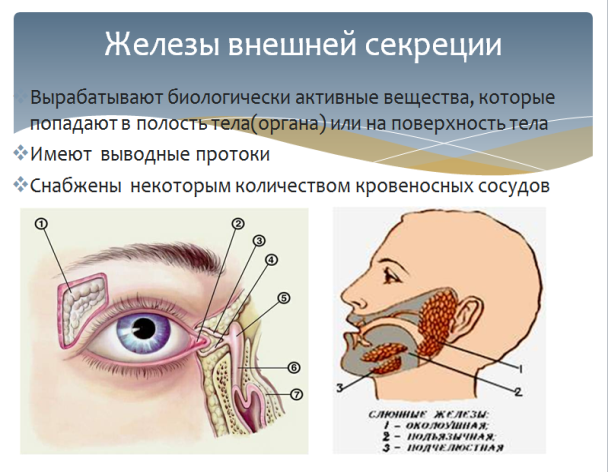 Железы внешней секреции
Вырабатывают биологически активные вещества, которые
попадают в полость тела(органа) или на поверхность тела
Имеют выводные протоки
Снабжены некоторым количеством кровеносных сосудов
1
2
3
4
5
6
7
1
2
3
СЛЮННЫЕ ЖЕЛЕЗЫ:
1 – ОКОЛОУШНАЯ;
2 – ПОДЪЯЗЫЧНАЯ;
3 – ПОДЧЕЛЮСТНАЯ